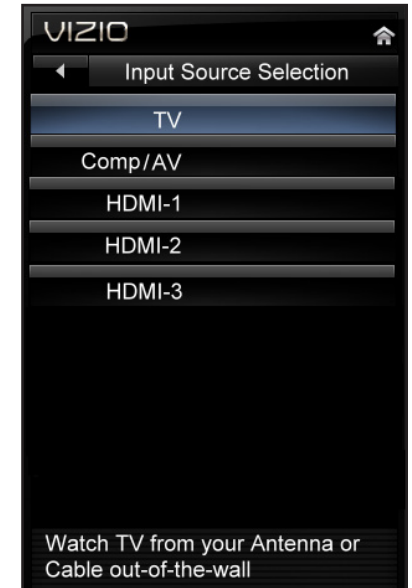 VIZIO
Input Source Selection
TV
Comp/AV
HDMI-1
HDMI-2
HDMI-3
Watch TV from your Antenna or
Cable out-of-the-wall